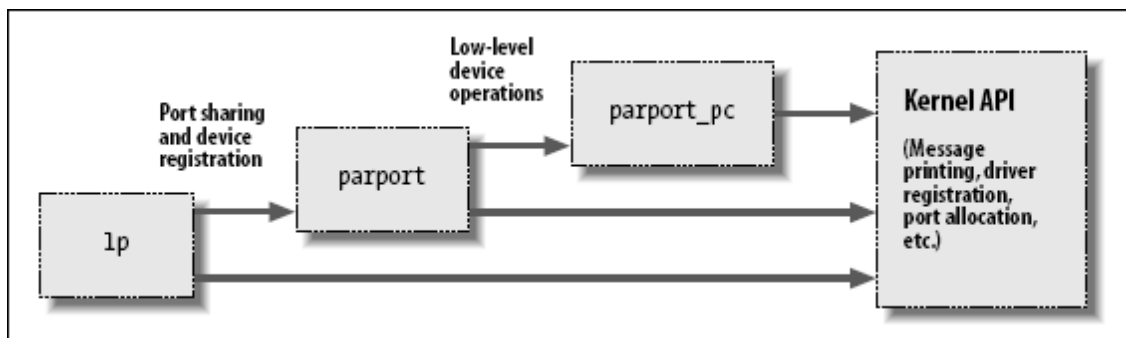 Low-level
device
operations
Port sharing
and device
registration
lp
parport
parport_pc
Kernel API
(Message
printing, driver
registration,
port allocation,
etc.)